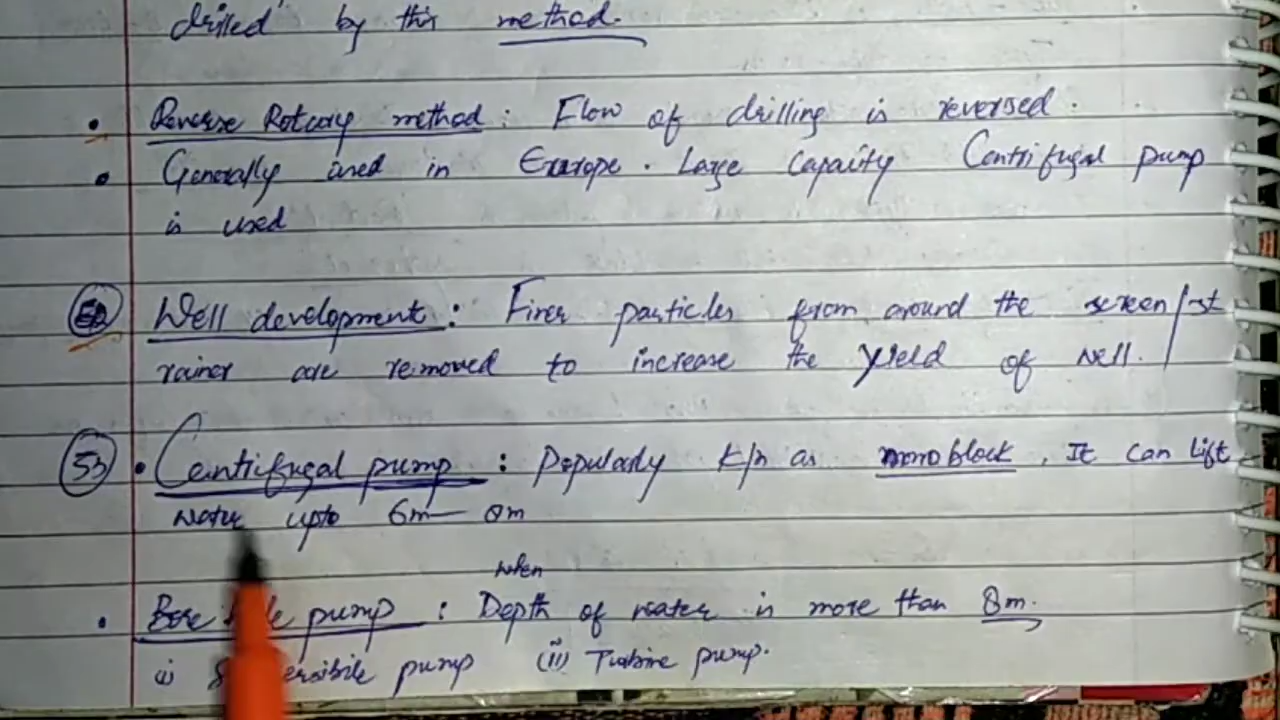 drilled by this method.
• Reverse Rotary method : Flow of drilling is reversed.
• Generally used in Europe. Large Capacity Centrifugal pump
is used
52 Well development : Finer particles from around the screen/st
rainer are removed to increase the yield of well.
53 • Centrifugal pump : Popularly k/n as monoblock. It can lift
water upto 6m - 8m
when
• Bore pump : Depth of water is more than 8m.
(i) pump (ii) Turbine pump.